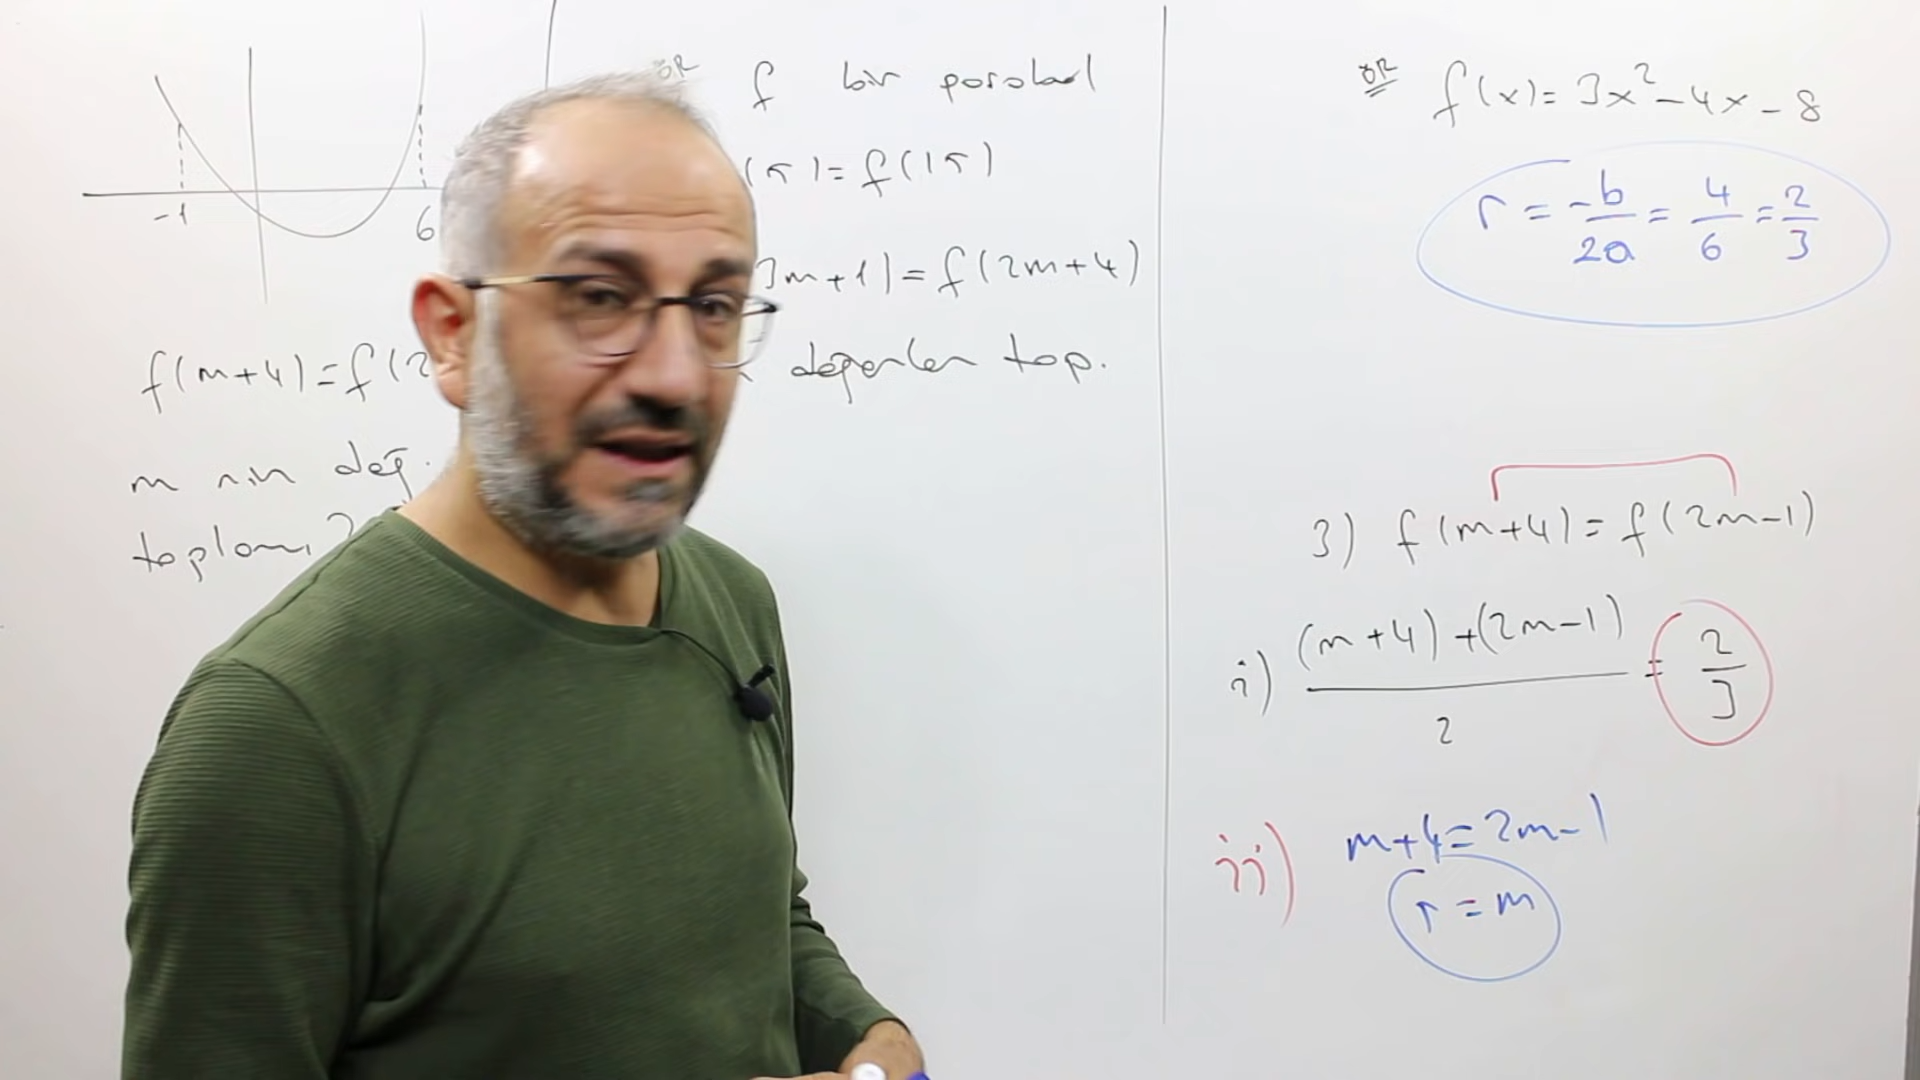 -1
6
f(m+4)=f(2
m nin değ.
toplamı ?
ÖR f bir parabol
(5)=f(15)
3m+1)=f(2m+4)
değerler top.
ÖR f(x)=3x²-4x-8
r = -b/2a = 4/6 = 2/3
3) f(m+4)=f(2m-1)
i) (m+4)+(2m-1)/2 = 2/3
ii) m+4=2m-1
5=m